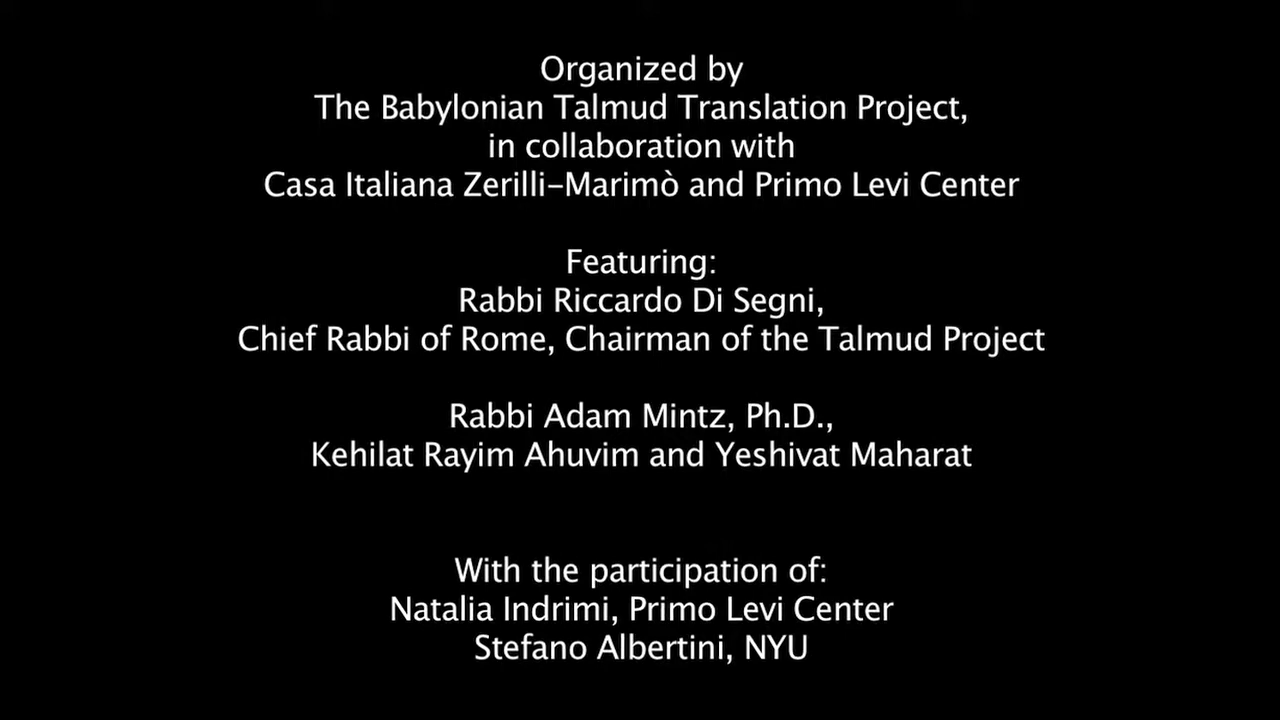 Organized by
The Babylonian Talmud Translation Project,
in collaboration with
Casa Italiana Zerilli-Marimò and Primo Levi Center
Featuring:
Rabbi Riccardo Di Segni,
Chief Rabbi of Rome, Chairman of the Talmud Project
Rabbi Adam Mintz, Ph.D.,
Kehilat Rayim Ahuvim and Yeshivat Maharat
With the participation of:
Natalia Indrimi, Primo Levi Center
Stefano Albertini, NYU